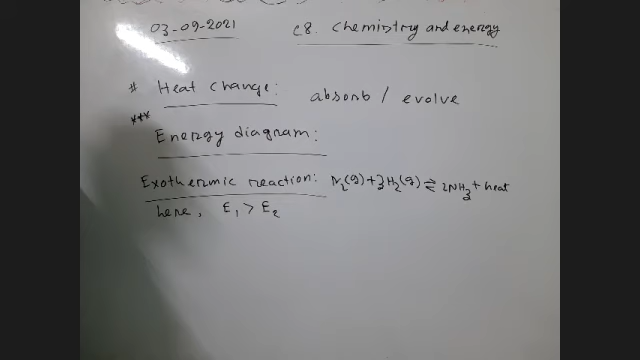 03-09-2021 C8. Chemistry and energy
# Heat change: absorb / evolve
*** Energy diagram:
Exothermic reaction: N₂(g)+3H₂(g) ⇌ 2NH₃ + heat
here, E₁ > E₂